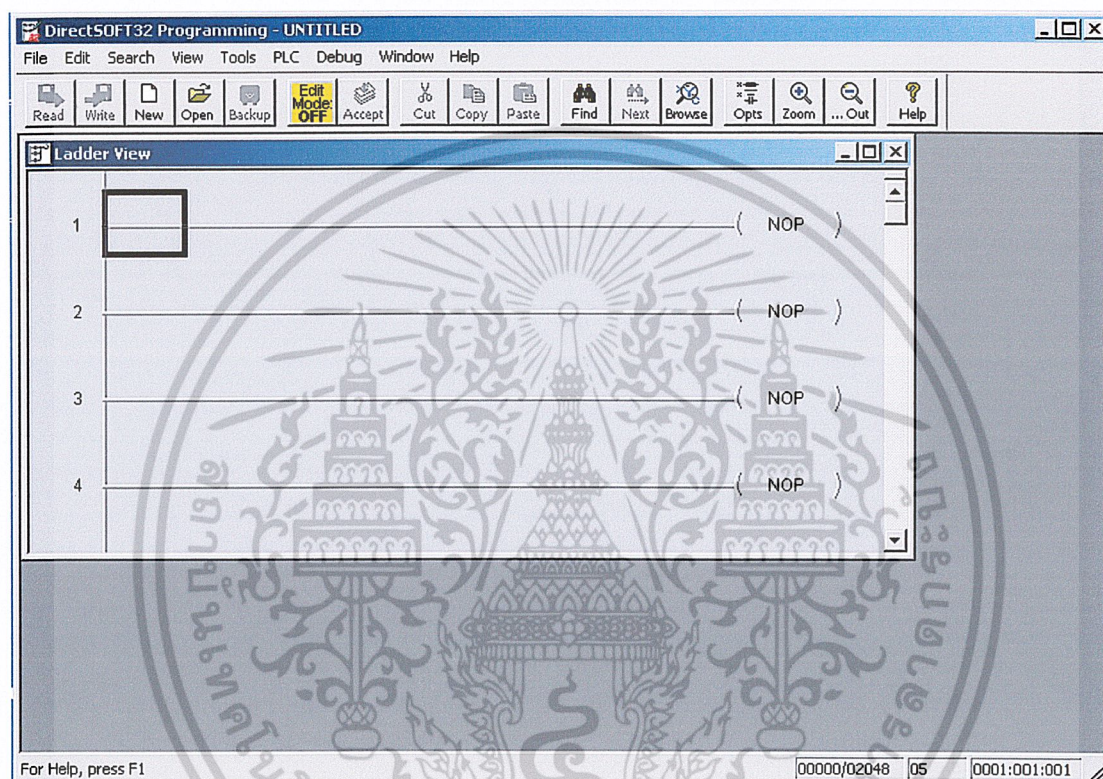 DirectSOFT32 Programming - UNTITLED
File Edit Search View Tools PLC Debug Window Help
Read Write New Open Backup Edit Mode: OFF Accept Cut Copy Paste Find Next Browse Opts Zoom ... Out Help
Ladder View
1 ( NOP )
2 ( NOP )
3 ( NOP )
4 ( NOP )
For Help, press F1 00000/02048 05 0001:001:001